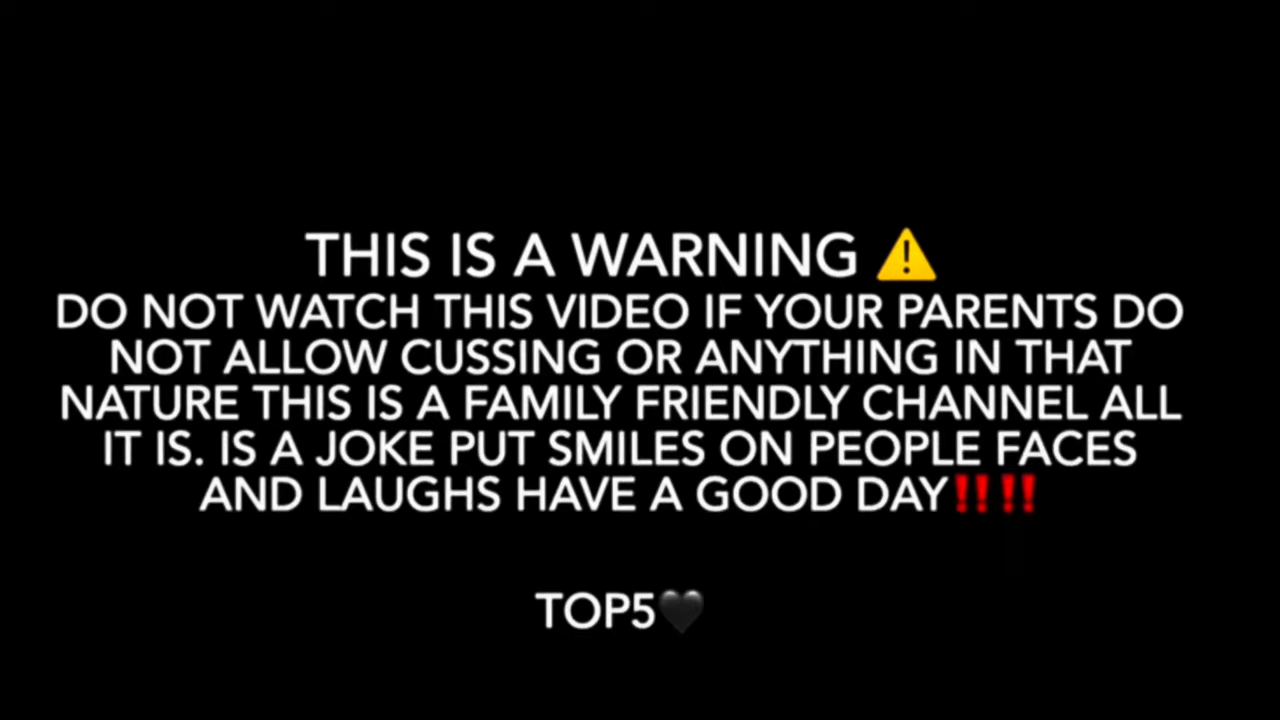 THIS IS A WARNING ⚠️
DO NOT WATCH THIS VIDEO IF YOUR PARENTS DO
NOT ALLOW CUSSING OR ANYTHING IN THAT
NATURE THIS IS A FAMILY FRIENDLY CHANNEL ALL
IT IS. IS A JOKE PUT SMILES ON PEOPLE FACES
AND LAUGHS HAVE A GOOD DAY‼️‼️
TOP5🖤